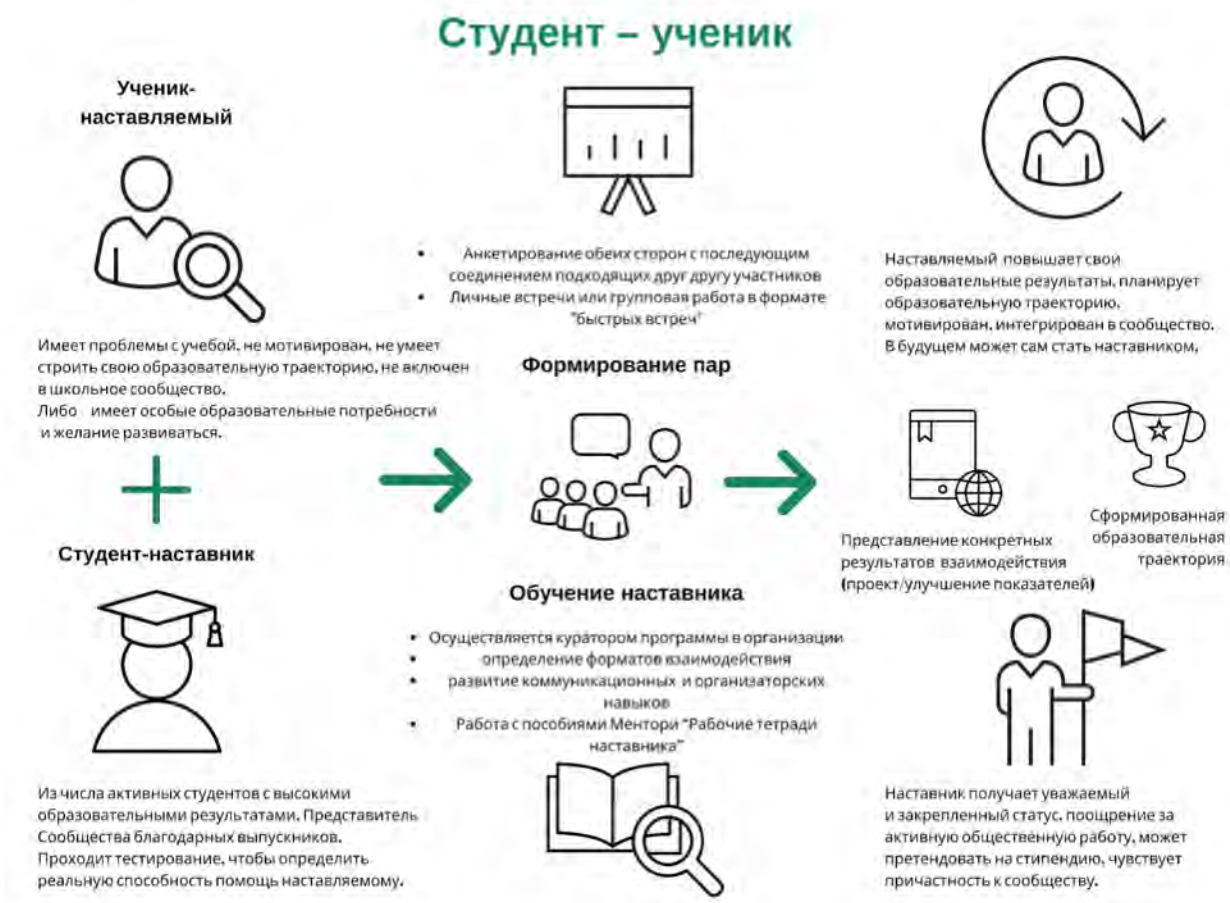 Студент – ученик
Ученик-
наставляемый
Имеет проблемы с учебой, не мотивирован, не умеет
строить свою образовательную траекторию, не включен
в школьное сообщество.
Либо имеет особые образовательные потребности
и желание развиваться.
+
Студент-наставник
Из числа активных студентов с высокими
образовательными результатами. Представитель
Сообщества благодарных выпускников.
Проходит тестирование, чтобы определить
реальную способность помощь наставляемому.
• Анкетирование обеих сторон с последующим
соединением подходящих друг другу участников
• Личные встречи или групповая работа в формате
"быстрых встреч"
Формирование пар
Обучение наставника
• Осуществляется куратором программы в организации
• определение форматов взаимодействия
• развитие коммуникационных и организаторских
навыков
• Работа с пособиями Ментори "Рабочие тетради
наставника"
Наставляемый повышает свои
образовательные результаты, планирует
образовательную траекторию,
мотивирован, интегрирован в сообщество.
В будущем может сам стать наставником.
Представление конкретных
результатов взаимодействия
(проект/улучшение показателей)
Сформированная
образовательная
траектория
Наставник получает уважаемый
и закрепленный статус, поощрение за
активную общественную работу, может
претендовать на стипендию, чувствует
причастность к сообществу.